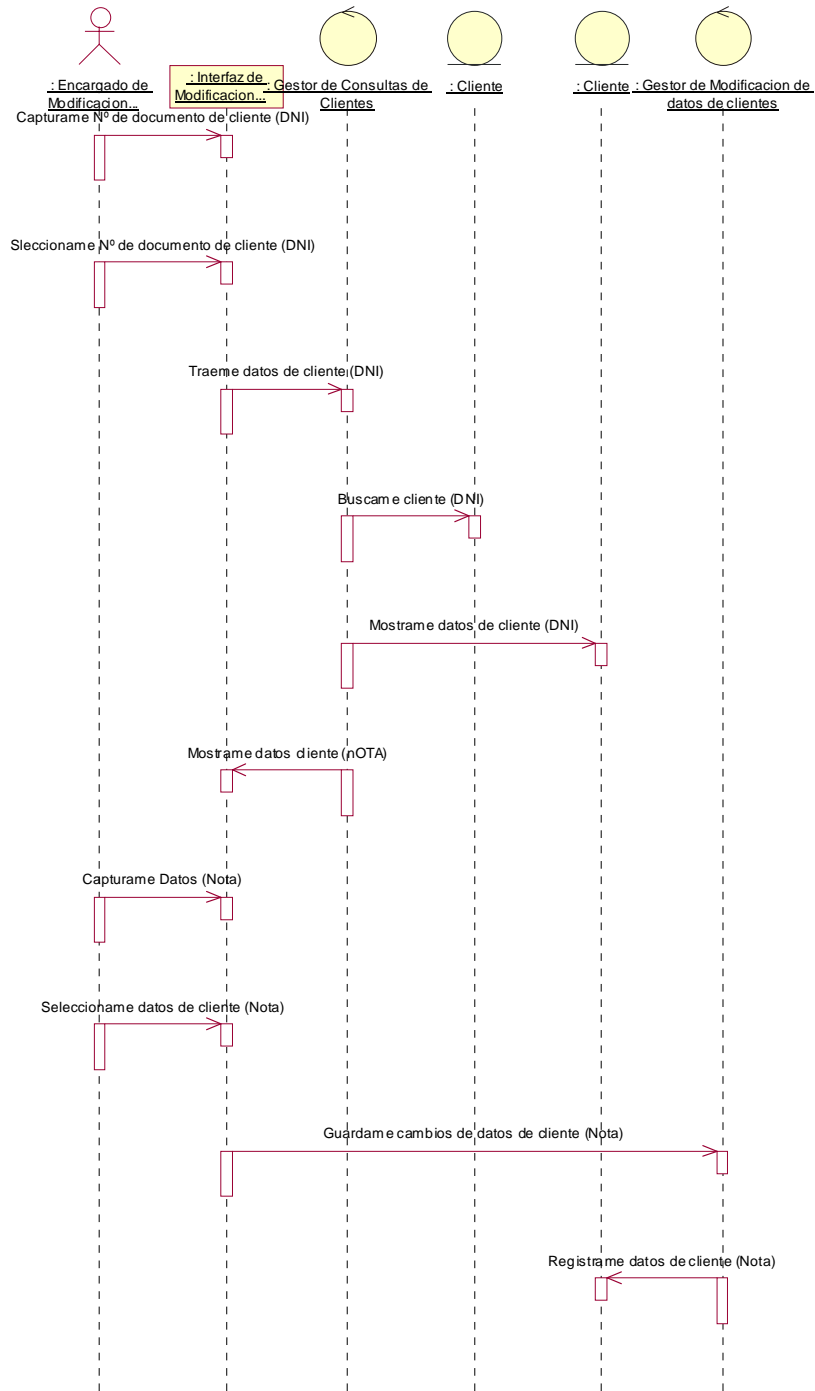 : Encargado de
Modificacion...
: Interfaz de
Modificacion...
: Gestor de Consultas de
Clientes
: Cliente
: Cliente
: Gestor de Modificacion de
datos de clientes
Capturame Nº de documento de cliente (DNI)
Sleccioname Nº de documento de cliente (DNI)
Traeme datos de cliente (DNI)
Buscame cliente (DNI)
Mostrame datos de cliente (DNI)
Mostrame datos cliente (nOTA)
Capturame Datos (Nota)
Seleccioname datos de cliente (Nota)
Guardame cambios de datos de cliente (Nota)
Registrame datos de cliente (Nota)